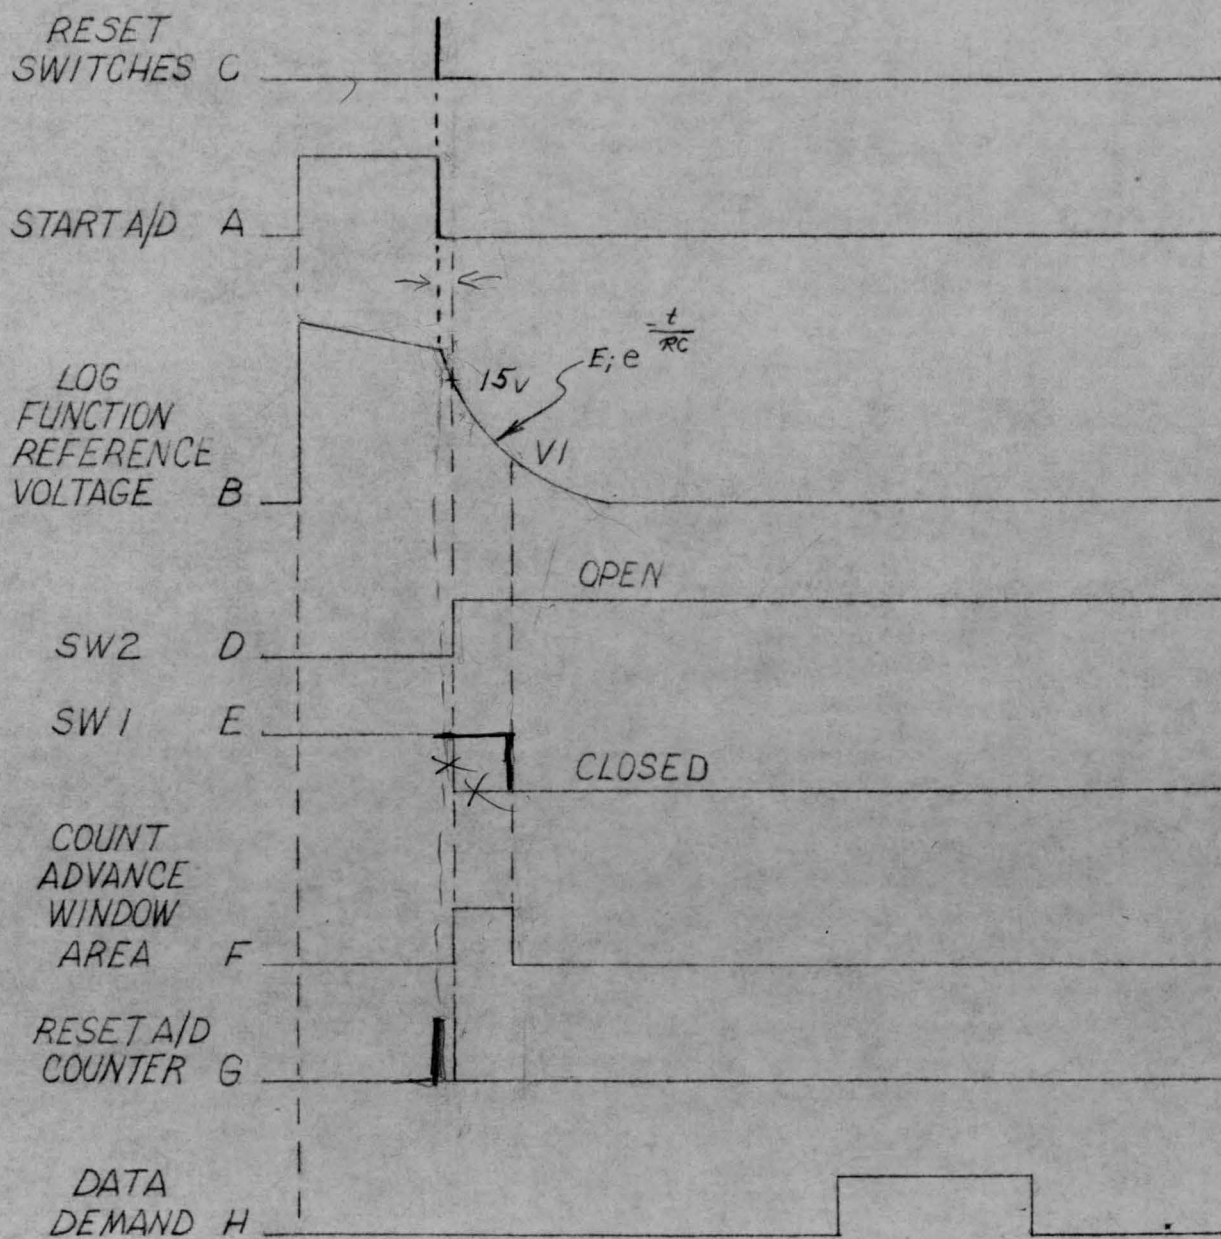 RESET
SWITCHES C
START A/D A
LOG
FUNCTION
REFERENCE
VOLTAGE B
15v
E; e -t/RC
V1
OPEN
SW2 D
SW1 E
CLOSED
COUNT
ADVANCE
WINDOW
AREA F
RESET A/D
COUNTER G
DATA
DEMAND H